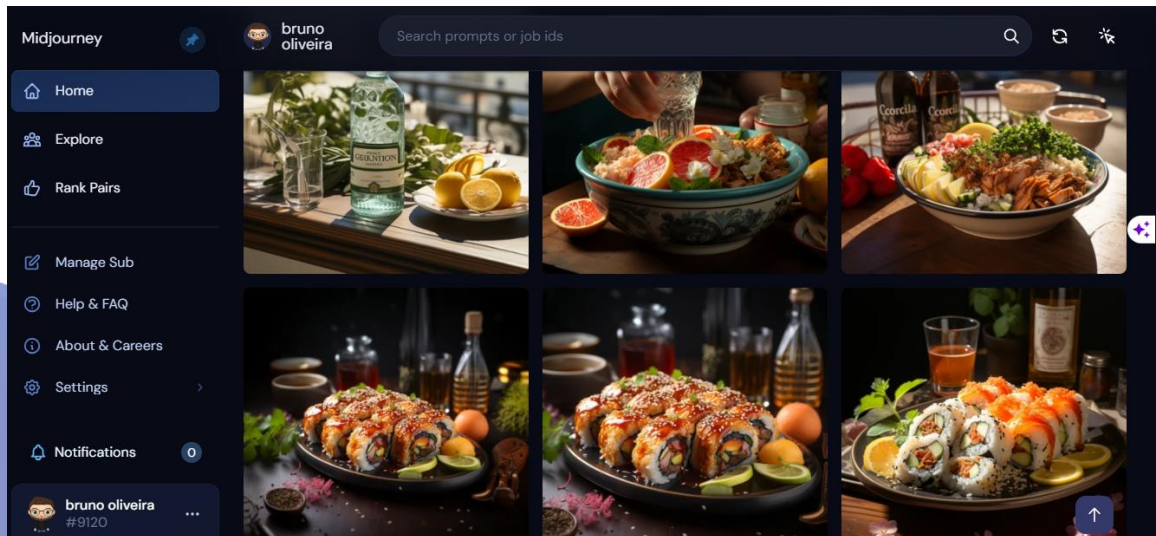 Midjourney
bruno
oliveira
Search prompts or job ids
Home
Explore
Rank Pairs
Manage Sub
Help & FAQ
About & Careers
Settings
Notifications
0
bruno oliveira
#9120
...
Ccorcila